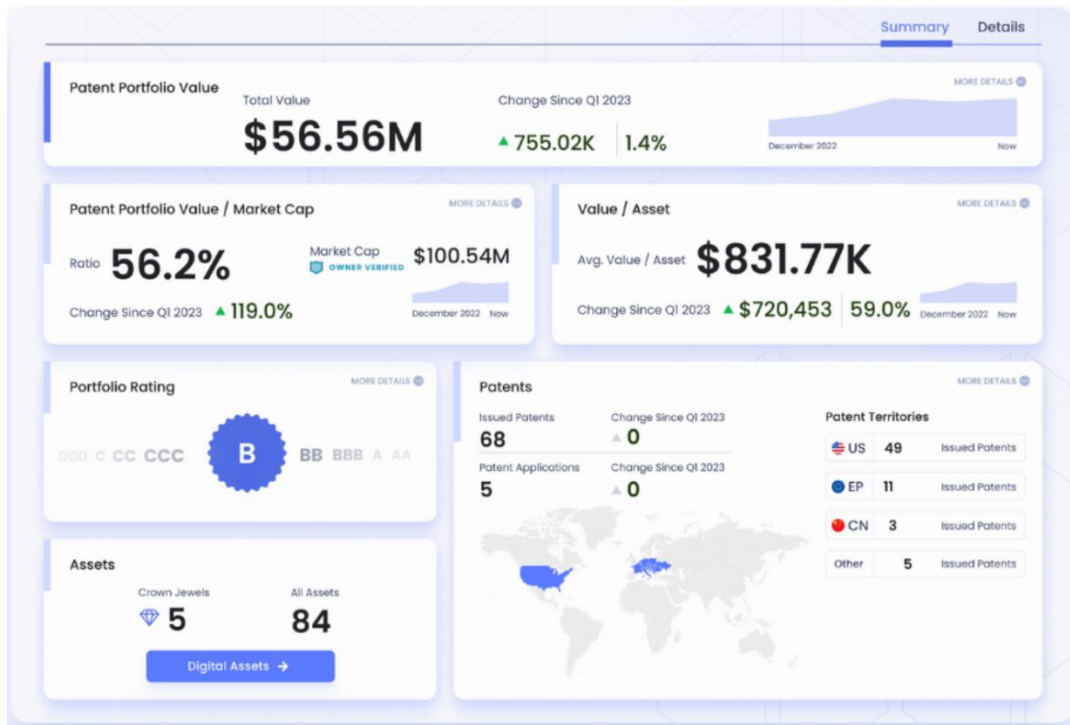 Summary Details
Patent Portfolio Value
MORE DETAILS
Total Value
Change Since Q1 2023
$56.56M
755.02K 1.4%
December 2022 Now
Patent Portfolio Value / Market Cap
MORE DETAILS
Ratio 56.2%
Market Cap $100.54M
OWNER VERIFIED
Change Since Q1 2023 119.0%
December 2022 Now
Value / Asset
MORE DETAILS
Avg. Value / Asset $831.77K
Change Since Q1 2023 $720,453 59.0%
December 2022 Now
Portfolio Rating
MORE DETAILS
DDD C CC CCC B BB BBB A AA
Assets
Crown Jewels All Assets
5 84
Digital Assets →
Patents
MORE DETAILS
Issued Patents Change Since Q1 2023
68 0
Patent Applications Change Since Q1 2023
5 0
Patent Territories
US 49 Issued Patents
EP 11 Issued Patents
CN 3 Issued Patents
Other 5 Issued Patents